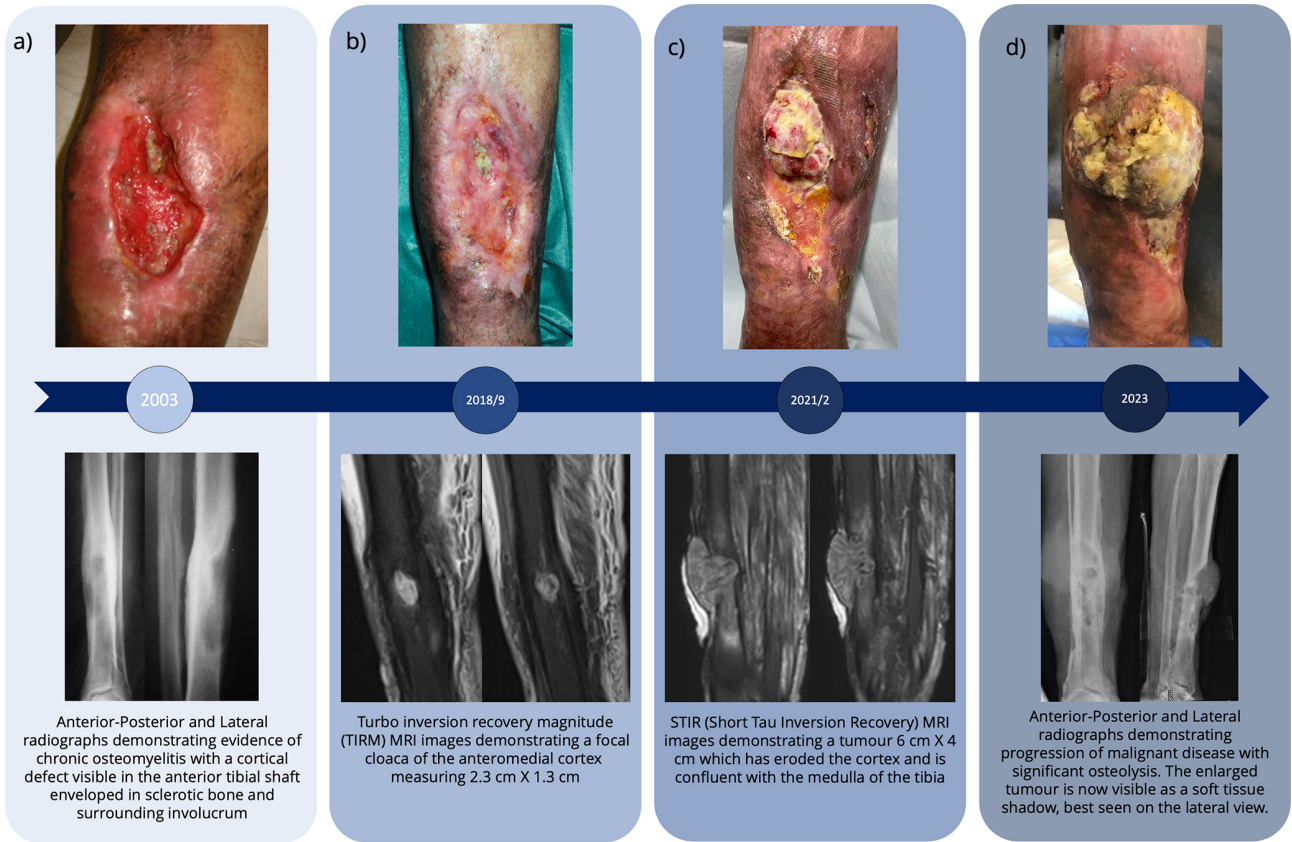 a)
b)
c)
d)
2003
2018/9
2021/2
2023
Anterior-Posterior and Lateral
radiographs demonstrating evidence of
chronic osteomyelitis with a cortical
defect visible in the anterior tibial shaft
enveloped in sclerotic bone and
surrounding involucrum
Turbo inversion recovery magnitude
(TIRM) MRI images demonstrating a focal
cloaca of the anteromedial cortex
measuring 2.3 cm X 1.3 cm
STIR (Short Tau Inversion Recovery) MRI
images demonstrating a tumour 6 cm X 4
cm which has eroded the cortex and is
confluent with the medulla of the tibia
Anterior-Posterior and Lateral
radiographs demonstrating
progression of malignant disease with
significant osteolysis. The enlarged
tumour is now visible as a soft tissue
shadow, best seen on the lateral view.